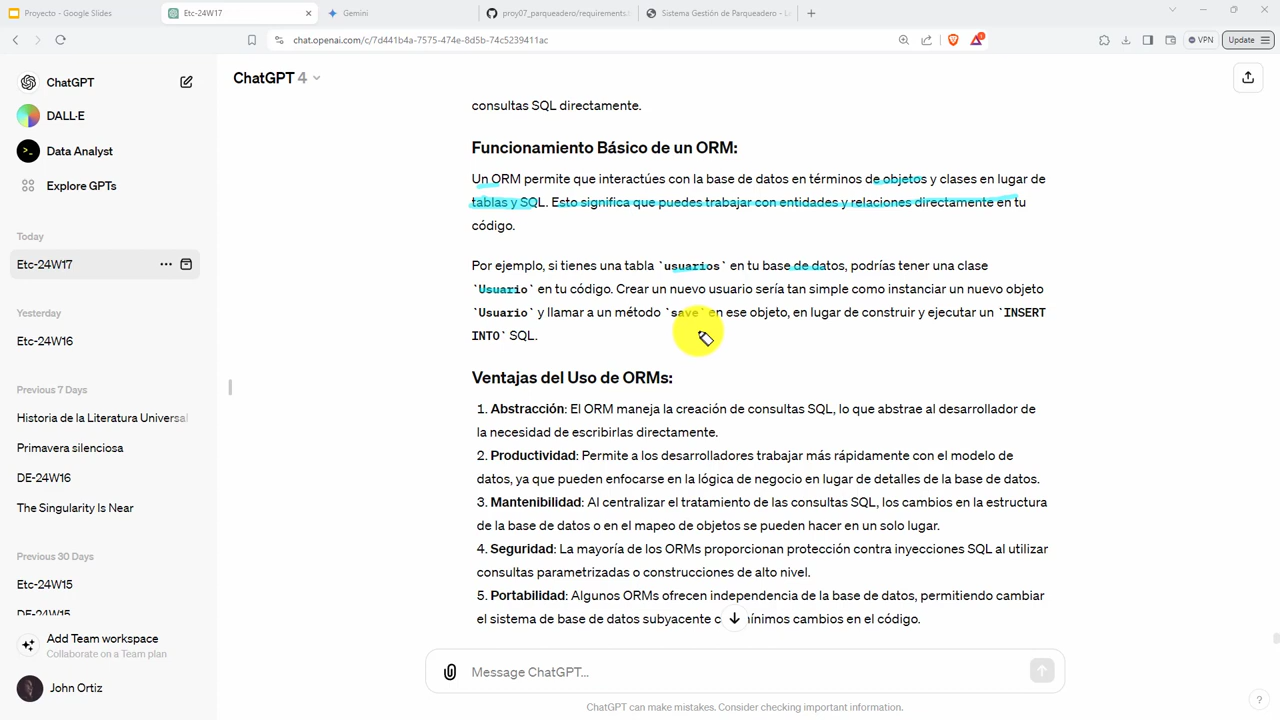 Proyecto - Google Slides
Etc-24W17
Gemini
proy07_parqueadero/requirements.
Sistema Gestión de Parqueadero - Lo
chat.openai.com/c/7d441b4a-7575-474e-8d5b-74c5239411ac
VPN
Update
ChatGPT
DALL·E
Data Analyst
Explore GPTs
Today
Etc-24W17
Yesterday
Etc-24W16
Previous 7 Days
Historia de la Literatura Universal
Primavera silenciosa
DE-24W16
The Singularity Is Near
Previous 30 Days
Etc-24W15
DE-24W15
Add Team workspace
Collaborate on a Team plan
John Ortiz
ChatGPT 4
consultas SQL directamente.
Funcionamiento Básico de un ORM:
Un ORM permite que interactúes con la base de datos en términos de objetos y clases en lugar de
tablas y SQL. Esto significa que puedes trabajar con entidades y relaciones directamente en tu
código.
Por ejemplo, si tienes una tabla `usuarios` en tu base de datos, podrías tener una clase
`Usuario` en tu código. Crear un nuevo usuario sería tan simple como instanciar un nuevo objeto
`Usuario` y llamar a un método `save` en ese objeto, en lugar de construir y ejecutar un `INSERT
INTO` SQL.
Ventajas del Uso de ORMs:
1. Abstracción: El ORM maneja la creación de consultas SQL, lo que abstrae al desarrollador de
la necesidad de escribirlas directamente.
2. Productividad: Permite a los desarrolladores trabajar más rápidamente con el modelo de
datos, ya que pueden enfocarse en la lógica de negocio en lugar de detalles de la base de datos.
3. Mantenibilidad: Al centralizar el tratamiento de las consultas SQL, los cambios en la estructura
de la base de datos o en el mapeo de objetos se pueden hacer en un solo lugar.
4. Seguridad: La mayoría de los ORMs proporcionan protección contra inyecciones SQL al utilizar
consultas parametrizadas o construcciones de alto nivel.
5. Portabilidad: Algunos ORMs ofrecen independencia de la base de datos, permitiendo cambiar
el sistema de base de datos subyacente c ínimos cambios en el código.
Message ChatGPT…
ChatGPT can make mistakes. Consider checking important information.
?